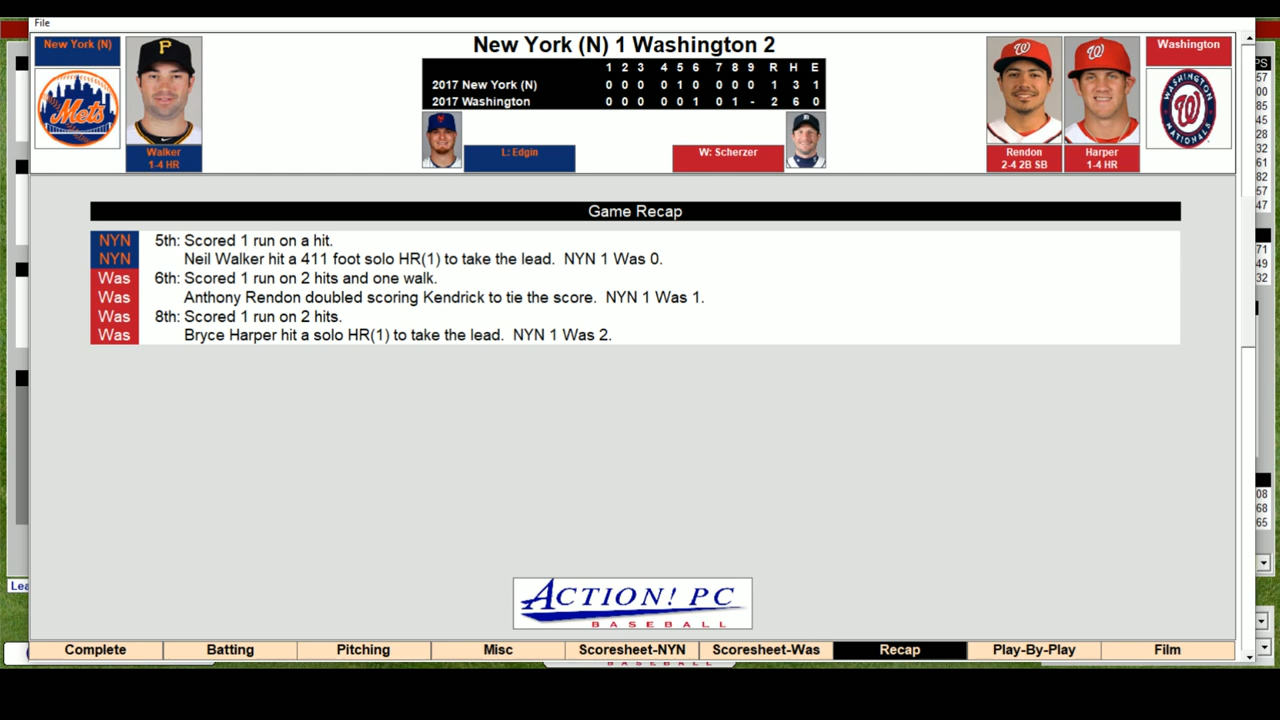 File
New York (N) 1 Washington 2
New York (N)
Mets
Walker
1-4 HR
1 2 3 4 5 6 7 8 9 R H E
2017 New York (N) 0 0 0 0 1 0 0 0 0 1 3 1
2017 Washington 0 0 0 0 0 1 0 1 - 2 6 0
L: Edgin
W: Scherzer
Rendon
2-4 2B SB
Harper
1-4 HR
Washington
WASHINGTON
NATIONALS
Game Recap
NYN 5th: Scored 1 run on a hit.
NYN Neil Walker hit a 411 foot solo HR(1) to take the lead. NYN 1 Was 0.
Was 6th: Scored 1 run on 2 hits and one walk.
Was Anthony Rendon doubled scoring Kendrick to tie the score. NYN 1 Was 1.
Was 8th: Scored 1 run on 2 hits.
Was Bryce Harper hit a solo HR(1) to take the lead. NYN 1 Was 2.
ACTION! PC
BASEBALL
Complete Batting Pitching Misc Scoresheet-NYN Scoresheet-Was Recap Play-By-Play Film